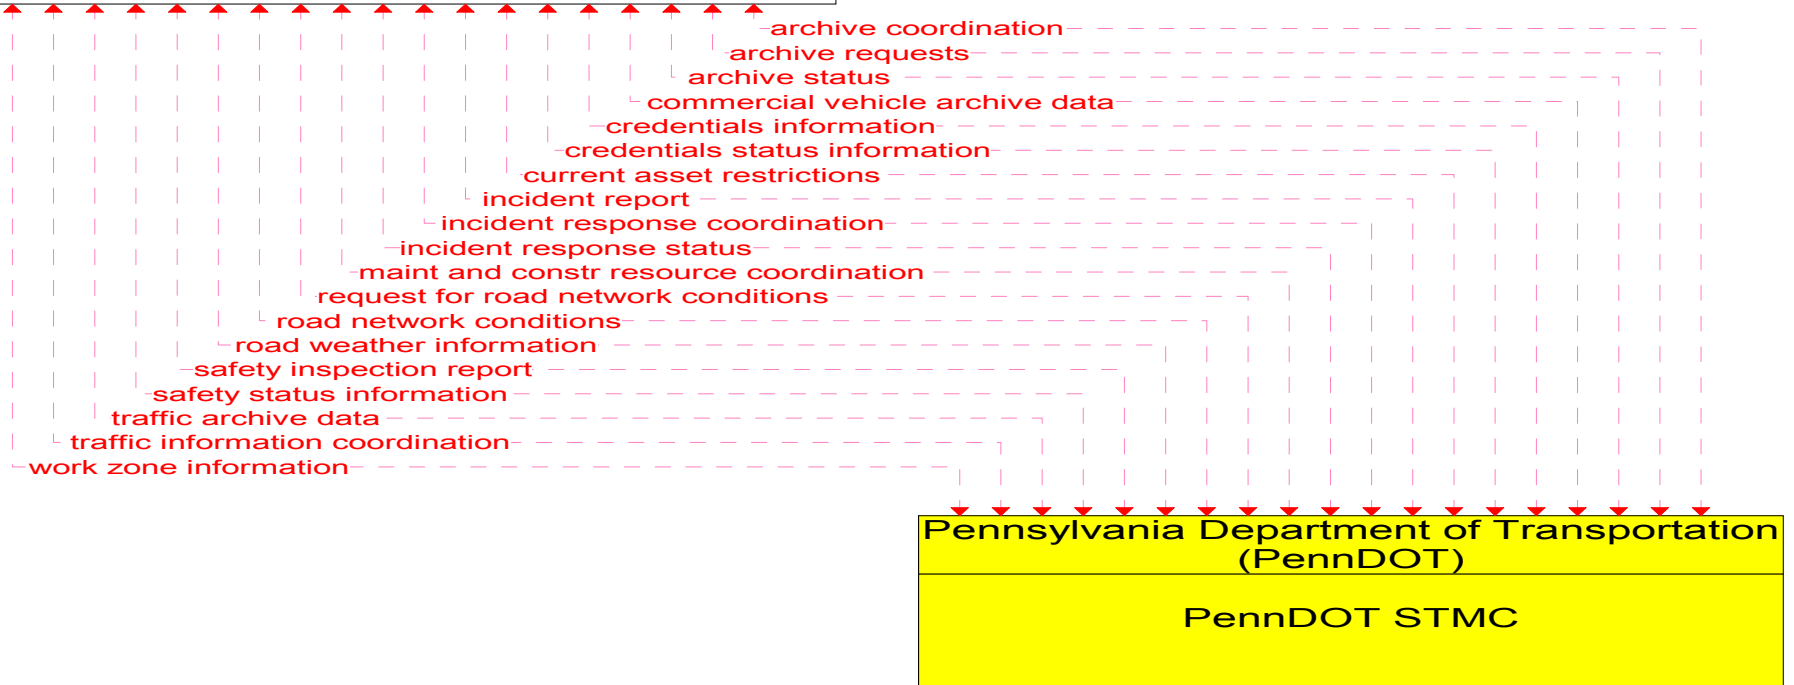 archive coordination
archive requests
archive status
commercial vehicle archive data
credentials information
credentials status information
current asset restrictions
incident report
incident response coordination
incident response status
maint and constr resource coordination
request for road network conditions
road network conditions
road weather information
safety inspection report
safety status information
traffic archive data
traffic information coordination
work zone information
Pennsylvania Department of Transportation
(PennDOT)
PennDOT STMC